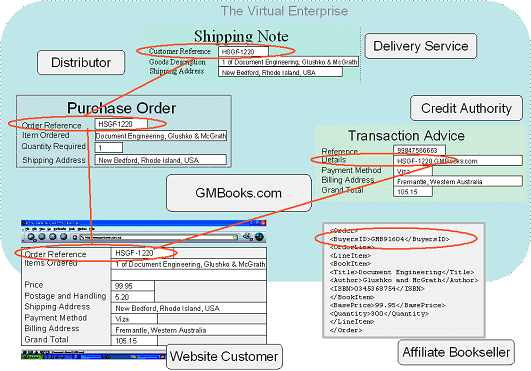 The Virtual Enterprise
Shipping Note
Customer Reference HSGF-1220
Goods Description 1 of Document Engineering, Glushko & McGrath
Shipping Address New Bedford, Rhode Island, USA
Distributor
Delivery Service
Purchase Order
Order Reference HSGF1220
Item Ordered Document Engineering, Glushko & McGrath
Quantity Required 1
Shipping Address New Bedford, Rhode Island, USA
Credit Authority
Transaction Advice
Reference 99847566663
Details HSGF-1220.GMBooks.com
Payment Method Viza
Billing Address Fremantle, Western Australia
Grand Total 105.15
GMBooks.com
Order Reference HSGF-1220
Items Ordered 1 of Document Engineering, Glushko & McGrath
Price 99.95
Postage and Handling 5.20
Shipping Address New Bedford, Rhode Island, USA
Payment Method Viza
Billing Address Fremantle, Western Australia
Grand Total 105.15
Website Customer
<Order>
<BuyersID>GMB91604</BuyersID>
<OrderLine>
<LineItem>
<BookItem>
<Title>Document Engineering</Title>
<Author>Glushko and McGrath</Author>
<ISBN>0345368754</ISBN>
</BookItem>
<BasePrice>99.95</BasePrice>
<Quantity>300</Quantity>
</LineItem>
</Order>
Affiliate Bookseller